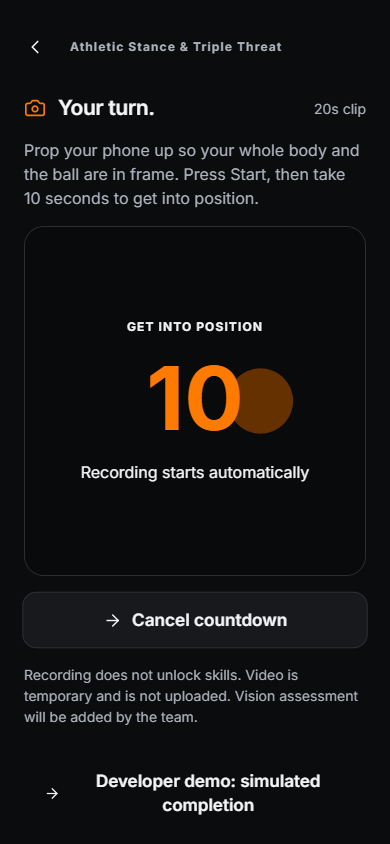 Athletic Stance & Triple Threat
Your turn.
20s clip
Prop your phone up so your whole body and
the ball are in frame. Press Start, then take
10 seconds to get into position.
GET INTO POSITION
10
Recording starts automatically
Cancel countdown
Recording does not unlock skills. Video is
temporary and is not uploaded. Vision assessment
will be added by the team.
Developer demo: simulated
completion